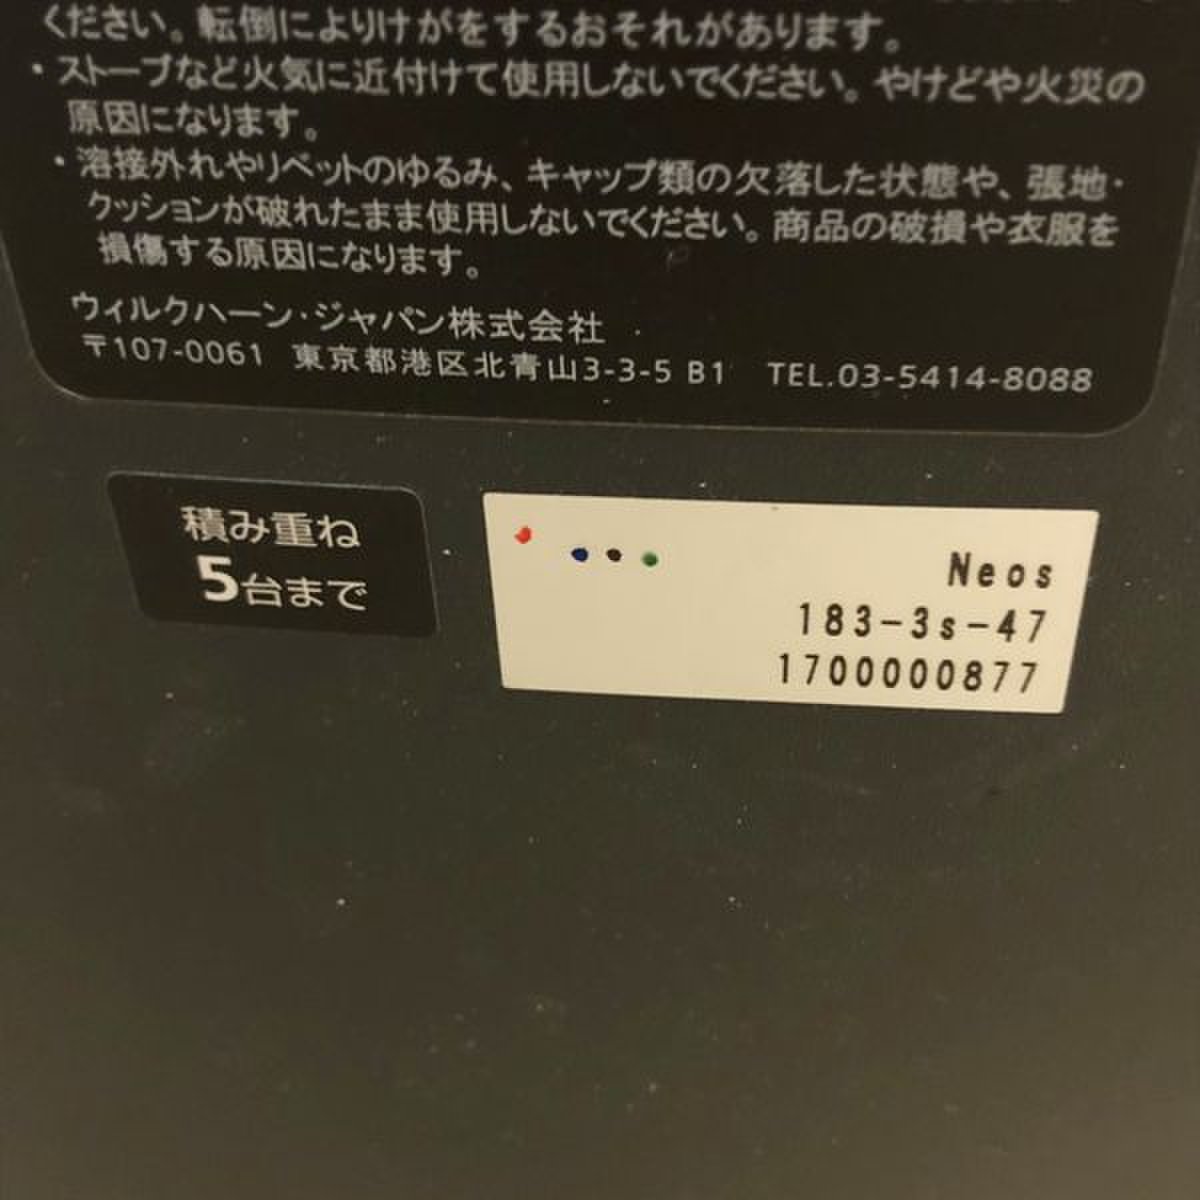 ください。転倒によりけがをするおそれがあります。
・ストーブなど火気に近付けて使用しないでください。やけどや火災の
原因になります。
・溶接外れやリベットのゆるみ、キャップ類の欠落した状態や、張地・
クッションが破れたまま使用しないでください。商品の破損や衣服を
損傷する原因になります。
ウィルクハーン・ジャパン株式会社
〒107-0061 東京都港区北青山3-3-5 B1 TEL.03-5414-8088
積み重ね
5台まで
Neos
183-3s-47
1700000877